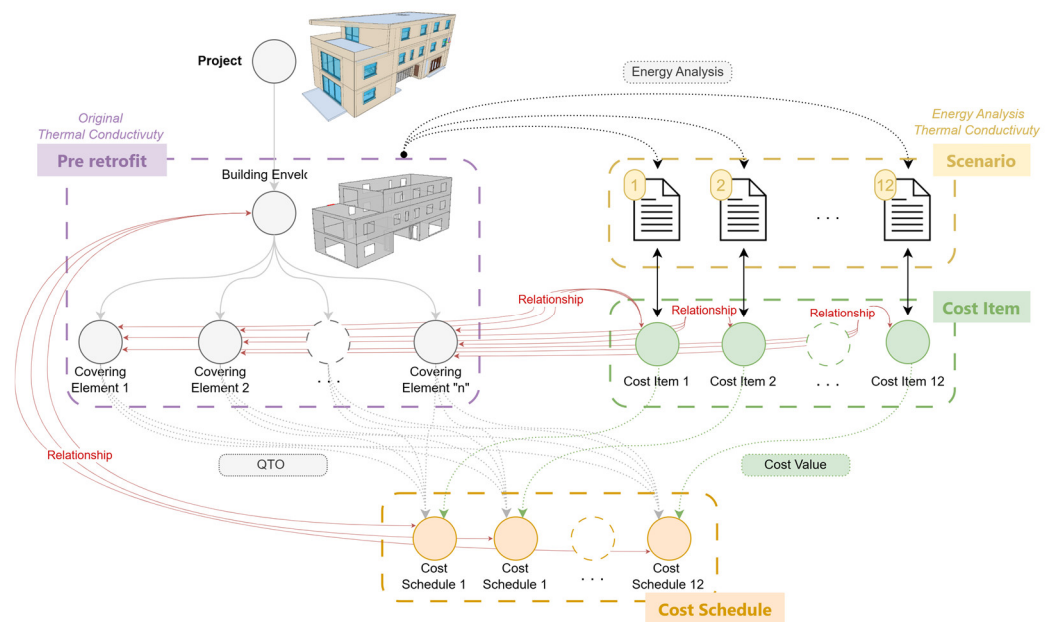 Project
Energy Analysis
Original
Thermal Conductivuty
Pre retrofit
Energy Analysis
Thermal Conductivuty
Scenario
Building Envelo
1
2
12
. . .
Cost Item
Relationship
Relationship
Relationship
Covering
Element 1
Covering
Element 2
. . .
Covering
Element "n"
Cost Item 1
Cost Item 2
. . .
Cost Item 12
Relationship
QTO
Cost Value
Cost
Schedule 1
Cost
Schedule 1
. . .
Cost
Schedule 12
Cost Schedule